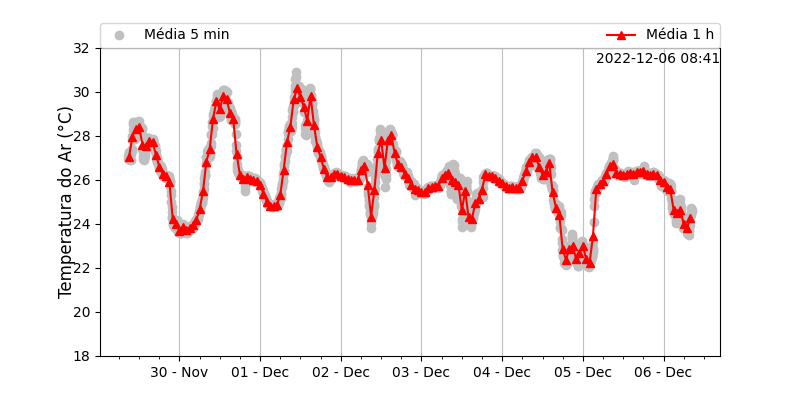 Média 5 min
Média 1 h
2022-12-06 08:41
Temperatura do Ar (°C)
32
30
28
26
24
22
20
18
30 - Nov
01 - Dec
02 - Dec
03 - Dec
04 - Dec
05 - Dec
06 - Dec